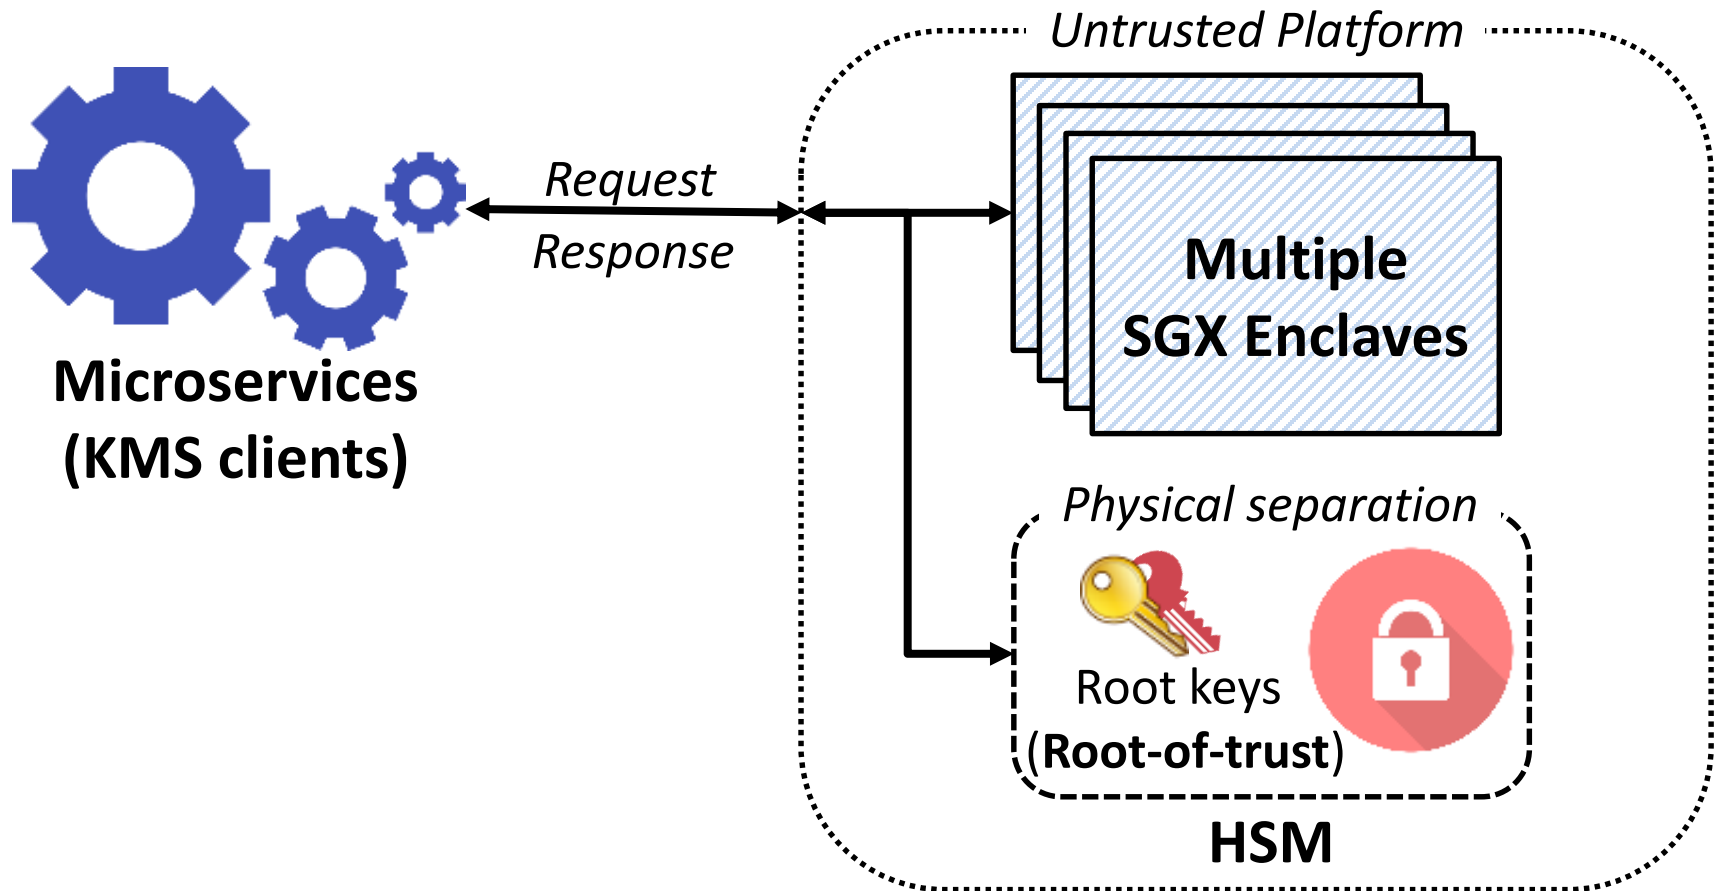 Untrusted Platform
Request
Response
Microservices
(KMS clients)
Multiple
SGX Enclaves
Physical separation
Root keys
(Root-of-trust)
HSM